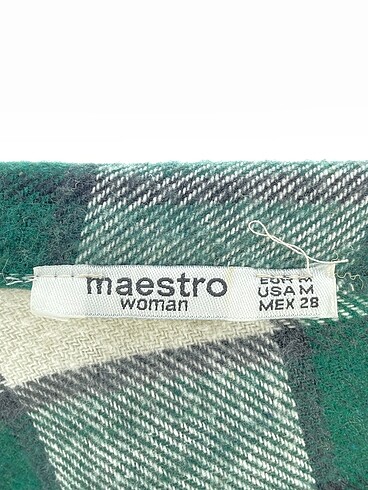 maestro
woman
EUR M
USA M
MEX 28